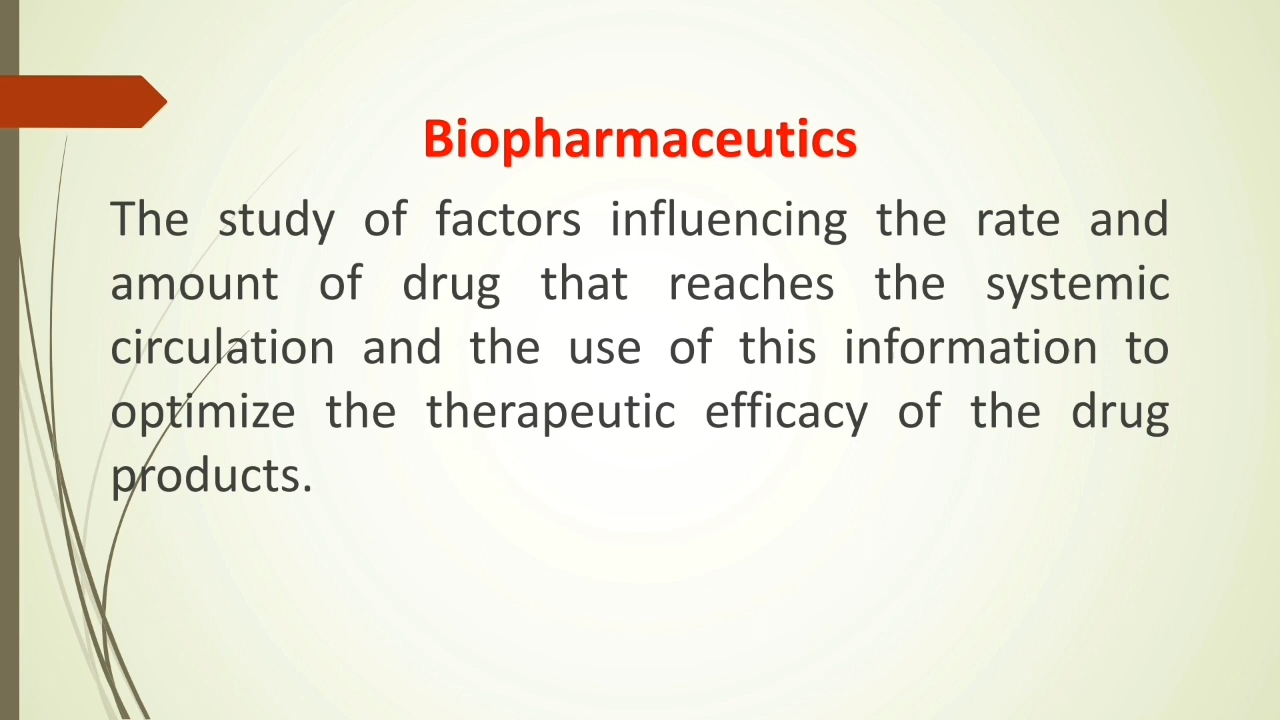 Biopharmaceutics
The study of factors influencing the rate and
amount of drug that reaches the systemic
circulation and the use of this information to
optimize the therapeutic efficacy of the drug
products.